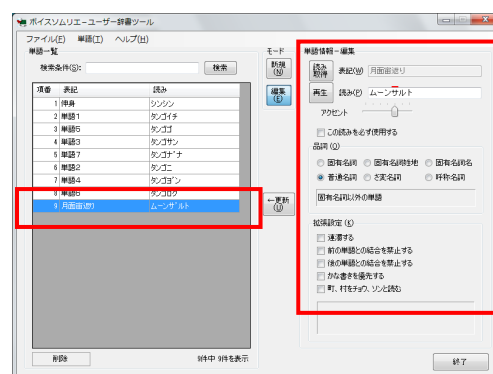 ボイスソムリエ－ユーザー辞書ツール
ファイル(F) 単語(T) ヘルプ(H)
単語一覧
検索条件(S): 検索
項番 表記 読み
1 伸身 シンシン
2 単語1 タンゴイチ
3 単語5 タンゴゴ
4 単語3 タンゴサン
5 単語7 タンゴナナ
6 単語2 タンゴニ
7 単語4 タンゴヨン
8 単語6 タンゴロク
9 月面宙返り ムーンサルト
削除 9件中 9件を表示
モード
新規(N)
編集(E)
←更新(U)
単語情報－編集
読み取得 表記(W) 月面宙返り
再生 読み(P) ムーンサルト
アクセント
この読みを必ず使用する
品詞(O)
固有名詞 固有名詞姓地 固有名詞名
普通名詞 さ変名詞 呼称名詞
固有名詞以外の単語
拡張設定(K)
連濁する
前の単語との結合を禁止する
後の単語との結合を禁止する
かな書きを優先する
町、村をチョウ、ソンと読む
終了